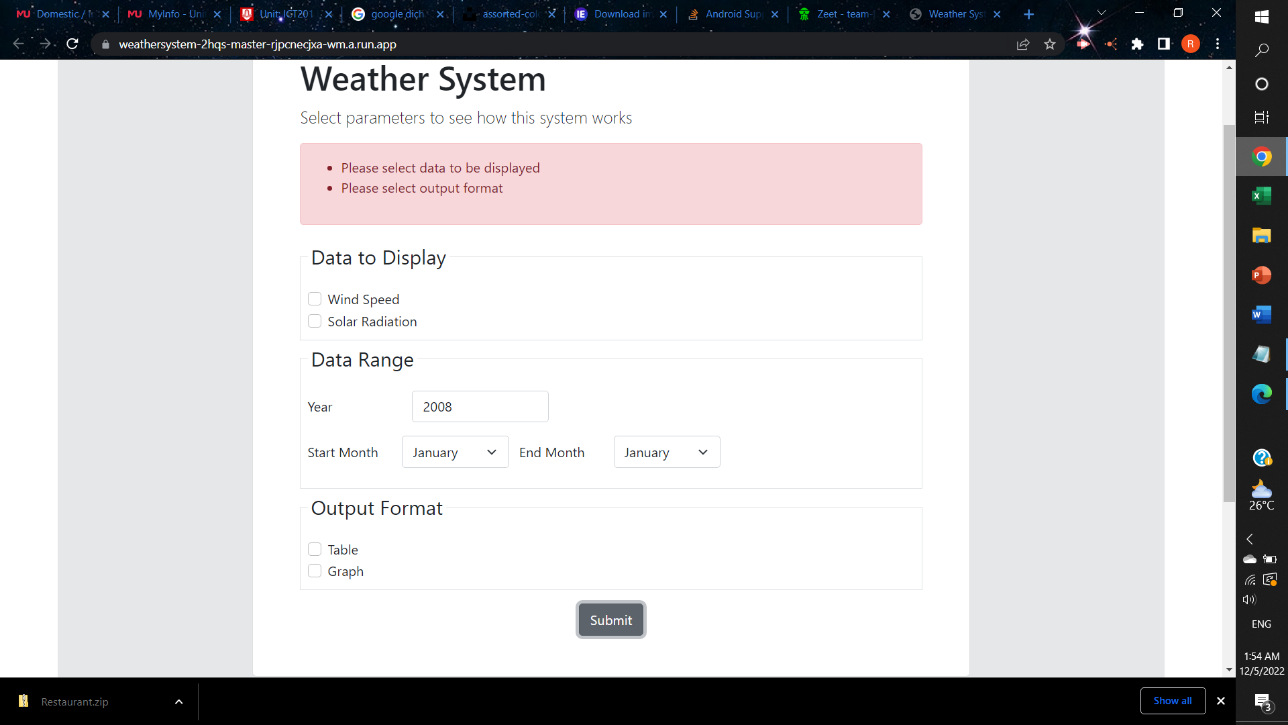 Domestic / I
MyInfo - Uni
Unit: IGT201
google dịch
assorted-col
Download im
Android Sup
Zeet - team-
Weather Syst
weathersystem-2hqs-master-rjpcnecjxa-wm.a.run.app
R
Weather System
Select parameters to see how this system works
Please select data to be displayed
Please select output format
Data to Display
Wind Speed
Solar Radiation
Data Range
Year 2008
Start Month January End Month January
Output Format
Table
Graph
Submit
26°C
ENG
1:54 AM
12/5/2022
3
Restaurant.zip
Show all